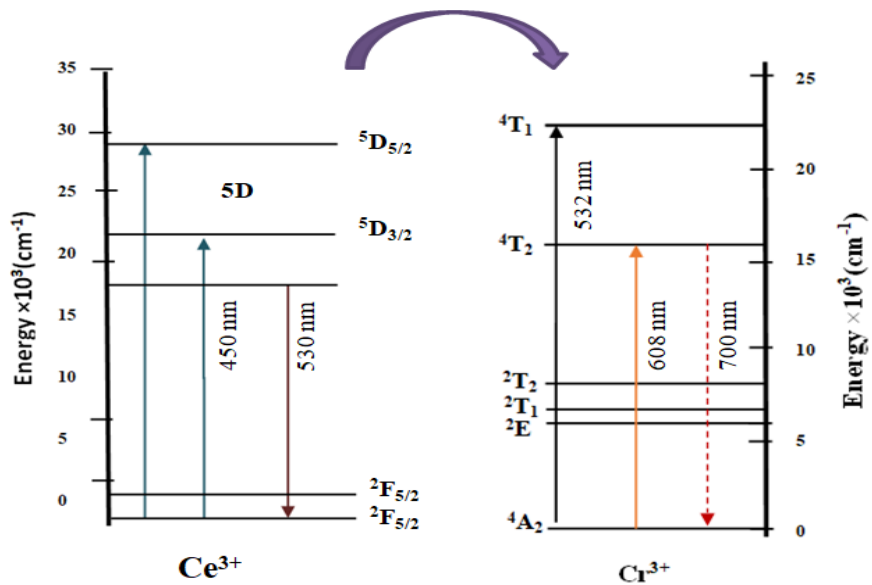 35
30
25
20
15
10
5
0
Energy ×10³(cm⁻¹)
⁵D₅/₂
5D
⁵D₃/₂
450 nm
530 nm
²F₅/₂
²F₅/₂
Ce³⁺
⁴T₁
532 nm
⁴T₂
608 nm
700 nm
²T₂
²T₁
²E
⁴A₂
Cr³⁺
25
20
15
10
5
0
Energy ×10³(cm⁻¹)